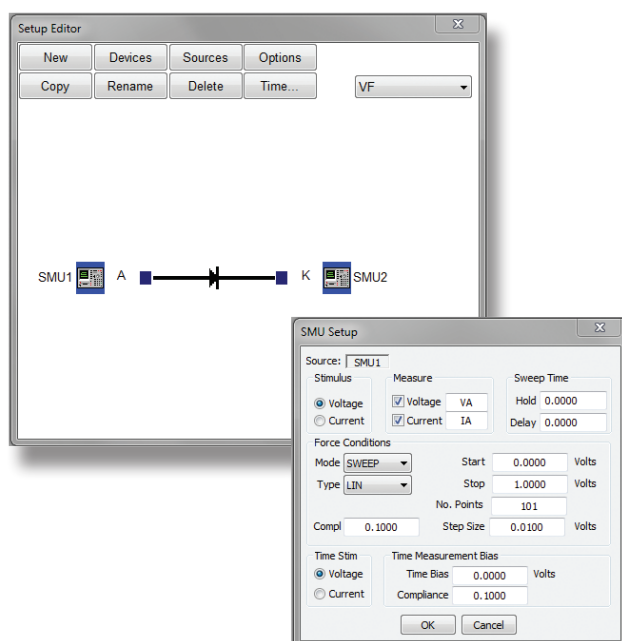 Setup Editor
New Devices Sources Options
Copy Rename Delete Time...
VF
SMU1 A K SMU2
SMU Setup
Source: SMU1
Stimulus Measure Sweep Time
Voltage Voltage VA Hold 0.0000
Current Current IA Delay 0.0000
Force Conditions
Mode SWEEP Start 0.0000 Volts
Type LIN Stop 1.0000 Volts
No. Points 101
Compl 0.1000 Step Size 0.0100 Volts
Time Stim Time Measurement Bias
Voltage Time Bias 0.0000 Volts
Current Compliance 0.1000
OK Cancel